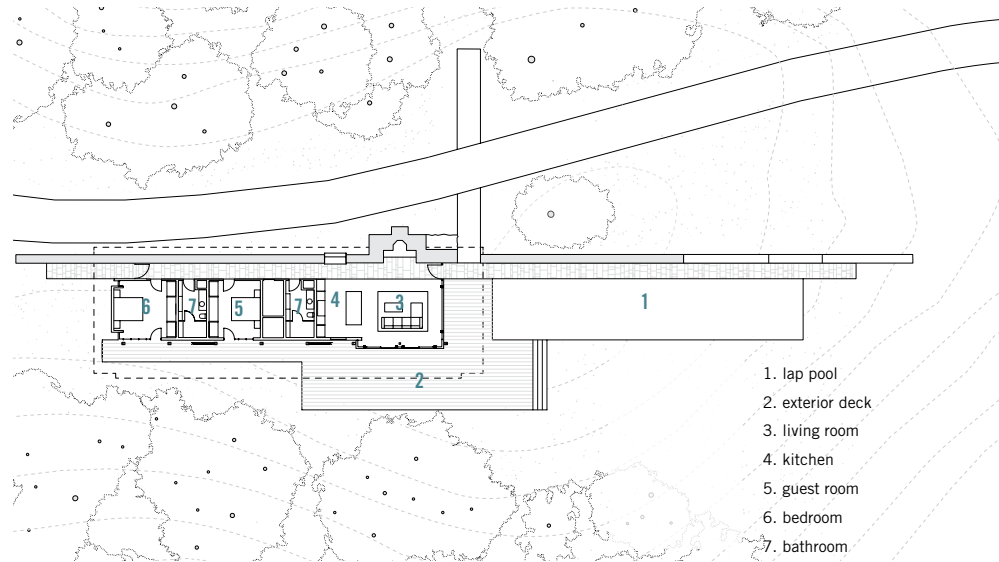 6
7
5
7
4
3
1
2
1. lap pool
2. exterior deck
3. living room
4. kitchen
5. guest room
6. bedroom
7. bathroom